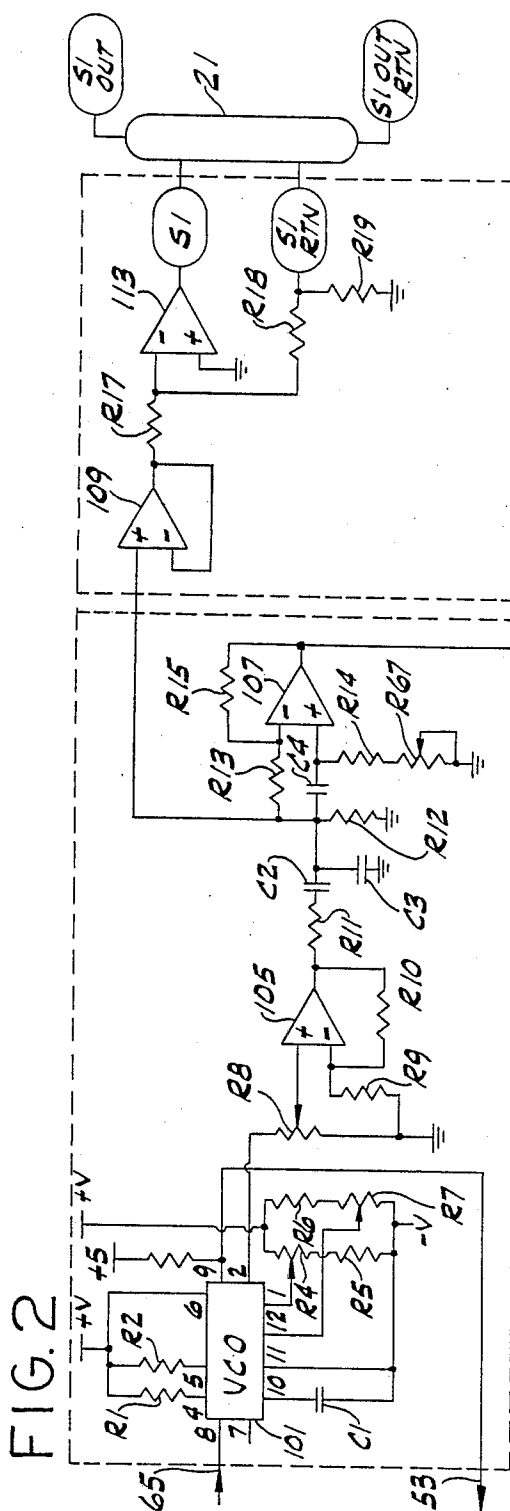 FIG. 2
+V
+5
+V
R1
R2
4
5
6
9
2
8
7
VCO
65
101
10
11
12
1
C1
R4
R5
R6
R7
-V
53
R8
105
+
-
R9
R10
R11
C2
C3
R12
R13
C4
R15
107
-
+
R14
R67
109
+
-
R17
113
-
+
R18
R19
S1
S1
RTN
21
S1
OUT
S1 OUT
RTN